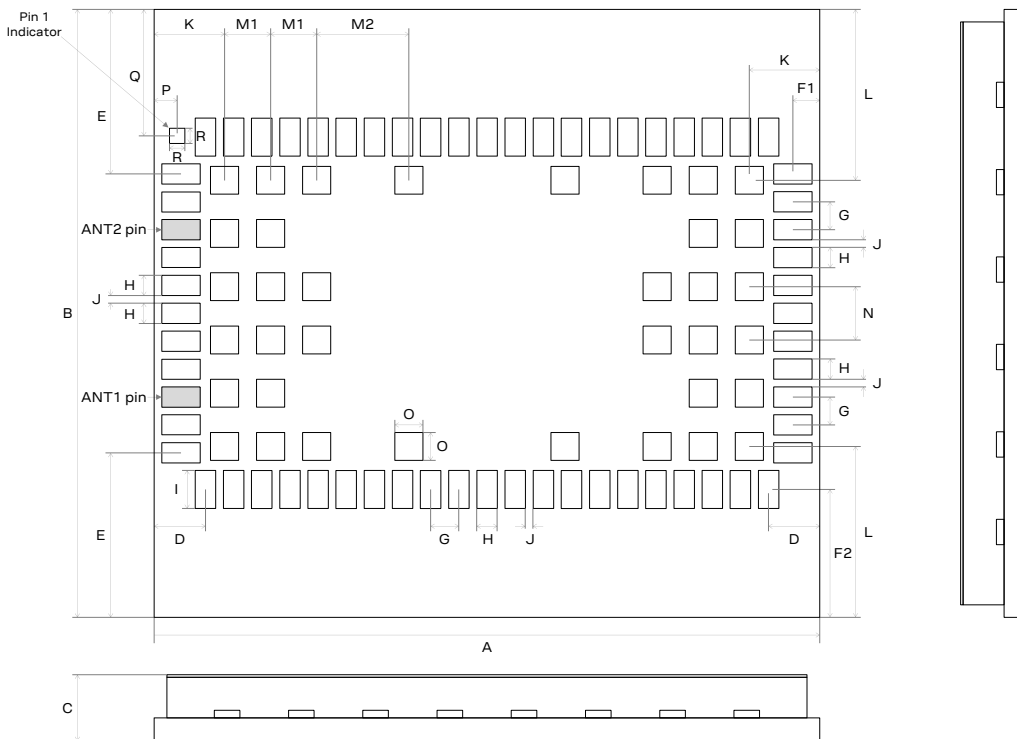 Pin 1
Indicator
K
M1
M1
M2
K
Q
P
F1
E
L
R
R
ANT2 pin
G
J
H
H
J
H
B
N
H
J
ANT1 pin
G
O
O
I
E
D
G
H
J
D
F2
L
A
C